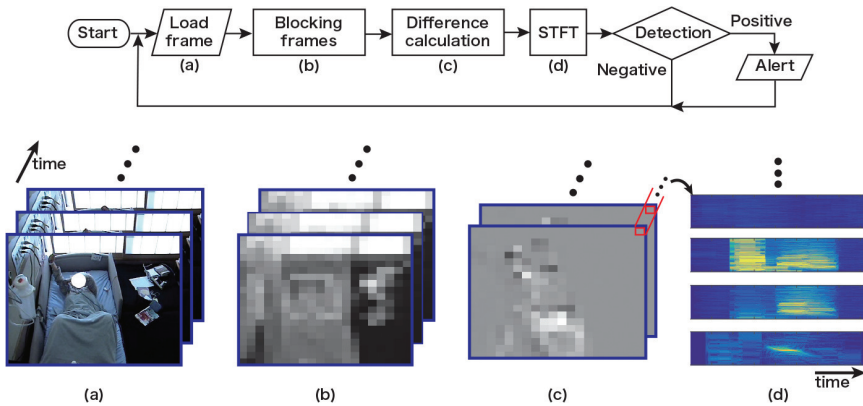 Start
Load
frame
Blocking
frames
Difference
calculation
STFT
Detection
Positive
Negative
Alert
(a)
(b)
(c)
(d)
time
time
(a)
(b)
(c)
(d)